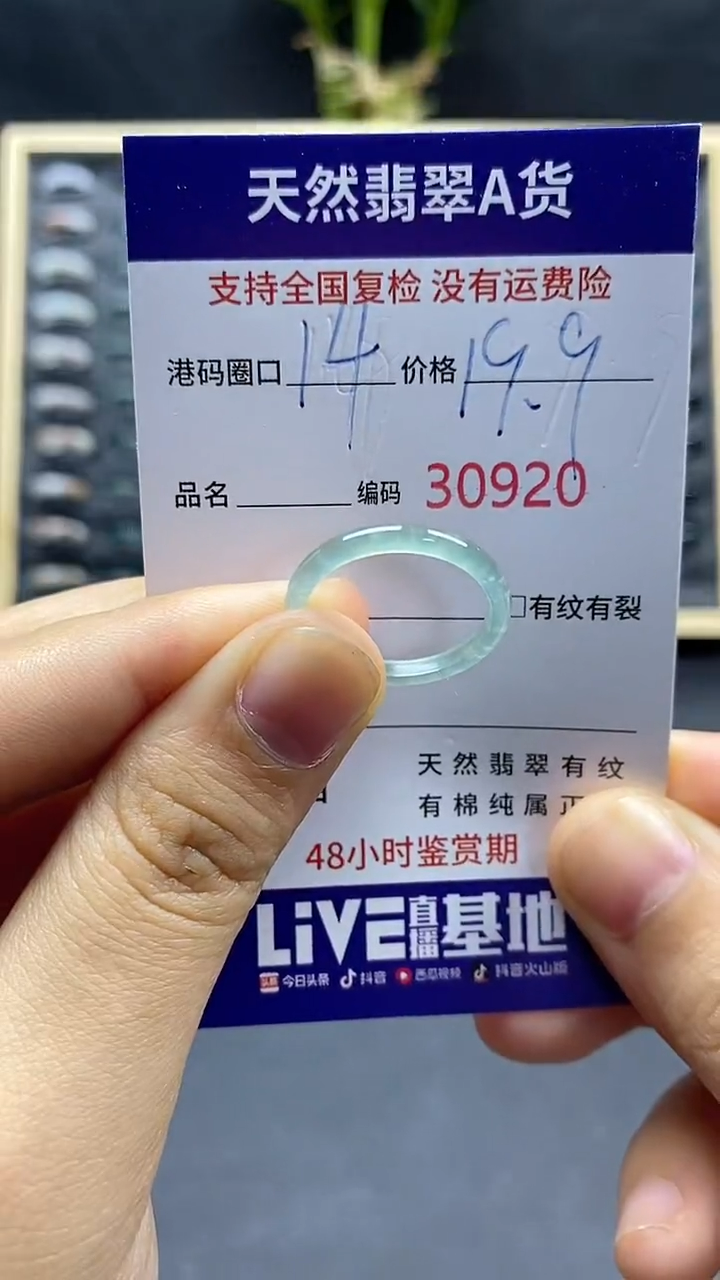 天然翡翠A货
支持全国复检 没有运费险
港码圈口 14 价格 19.9
品名 编码 30920
□有纹有裂
天然翡翠有纹
有棉纯属正
48小时鉴赏期
LiVE直播基地
头条 今日头条 抖音 西瓜视频 抖音火山版